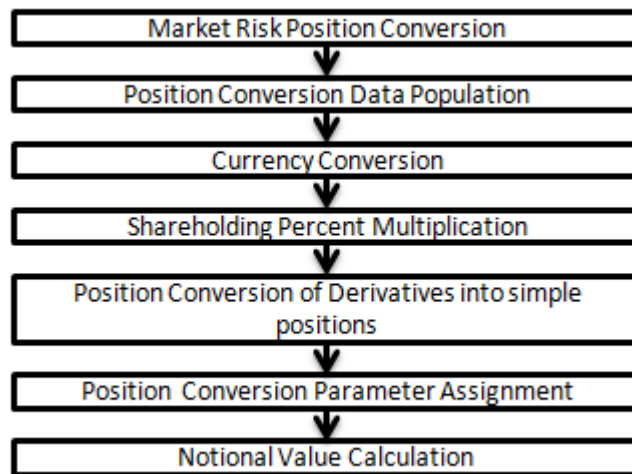 Market Risk Position Conversion
Position Conversion Data Population
Currency Conversion
Shareholding Percent Multiplication
Position Conversion of Derivatives into simple
positions
Position  Conversion Parameter Assignment
Notional Value Calculation